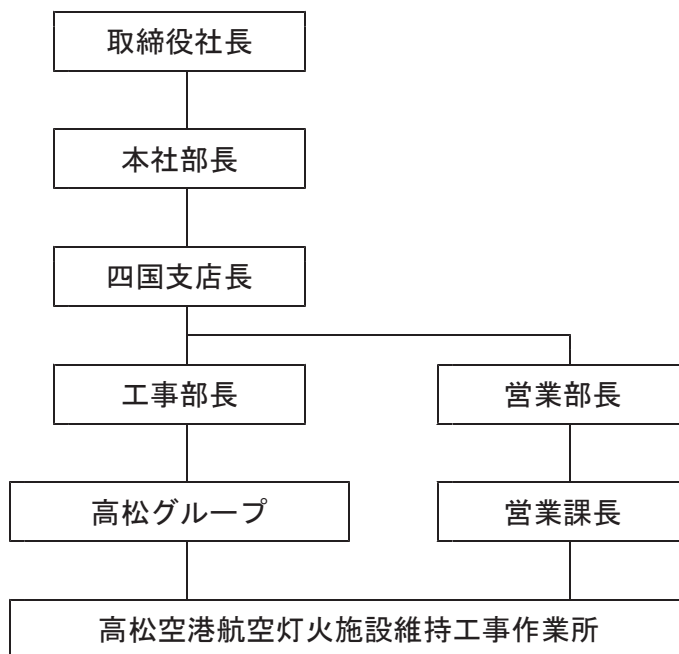 取締役社長
本社部長
四国支店長
工事部長
営業部長
高松グループ
営業課長
高松空港航空灯火施設維持工事作業所